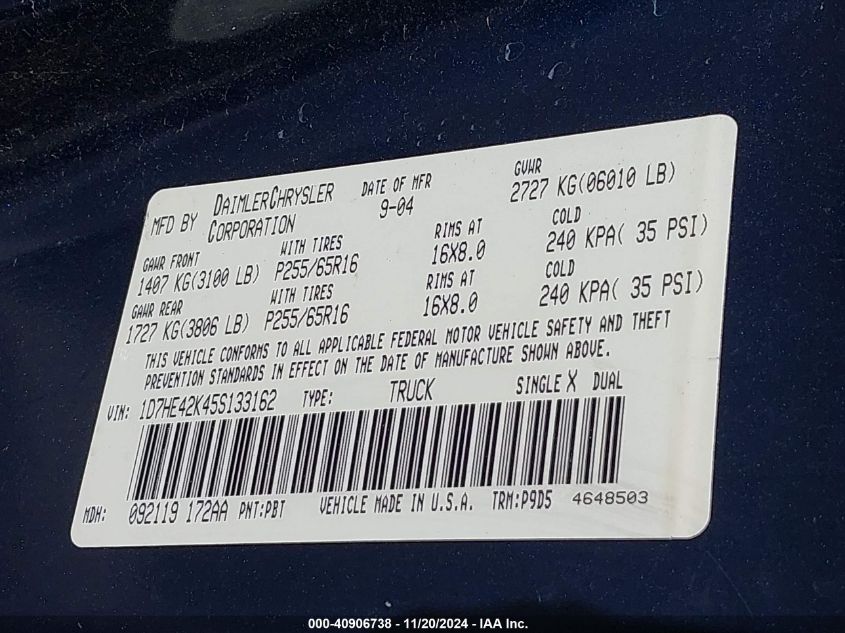 MFD BY DAIMLERCHRYSLER CORPORATION DATE OF MFR 9-04 GVWR 2727 KG(06010 LB)
GAWR FRONT WITH TIRES RIMS AT COLD
1407 KG(3100 LB) P255/65R16 16X8.0 240 KPA( 35 PSI)
GAWR REAR WITH TIRES RIMS AT COLD
1727 KG(3806 LB) P255/65R16 16X8.0 240 KPA( 35 PSI)
THIS VEHICLE CONFORMS TO ALL APPLICABLE FEDERAL MOTOR VEHICLE SAFETY AND THEFT
PREVENTION STANDARDS IN EFFECT ON THE DATE OF MANUFACTURE SHOWN ABOVE.
VIN: 1D7HE42K45S133162 TYPE: TRUCK SINGLE X DUAL
MDH: 092119 172AA PNT:PBT VEHICLE MADE IN U.S.A. TRM:P9D5 4648503
000-40906738 - 11/20/2024 - IAA Inc.